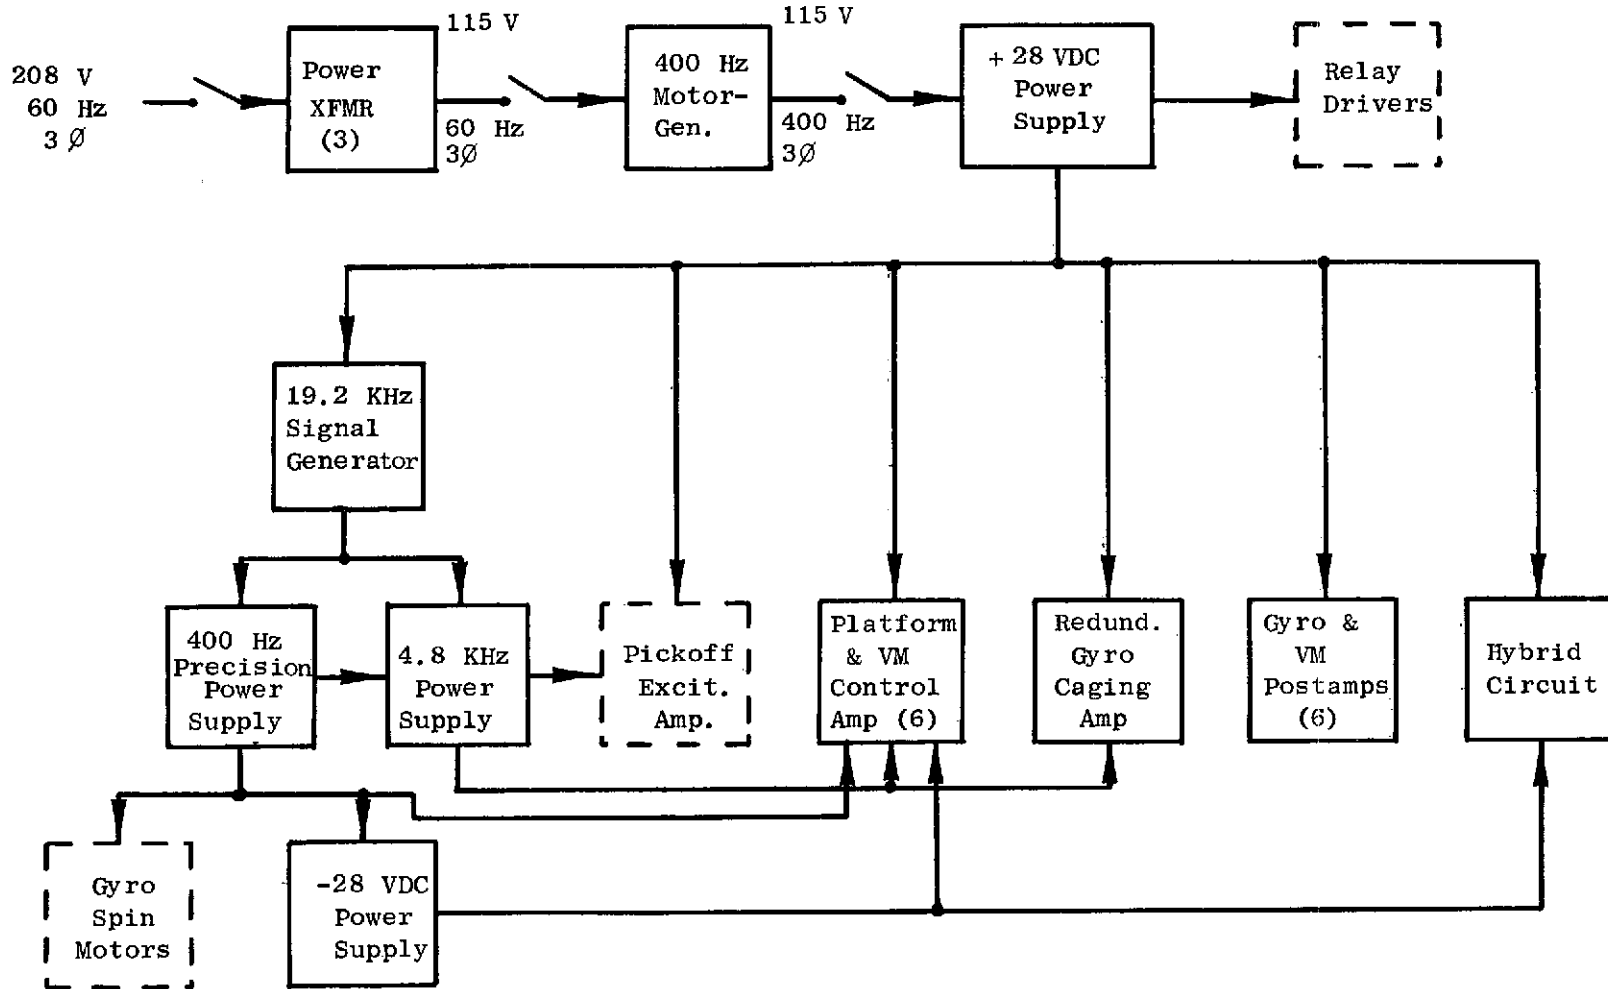 208 V
60 Hz
3 Ø
Power
XFMR
(3)
115 V
60 Hz
3Ø
400 Hz
Motor-
Gen.
115 V
400 Hz
3Ø
+ 28 VDC
Power
Supply
Relay
Drivers
19.2 KHz
Signal
Generator
400 Hz
Precision
Power
Supply
4.8 KHz
Power
Supply
Pickoff
Excit.
Amp.
Platform
& VM
Control
Amp (6)
Redund.
Gyro
Caging
Amp
Gyro &
VM
Postamps
(6)
Hybrid
Circuit
Gyro
Spin
Motors
-28 VDC
Power
Supply